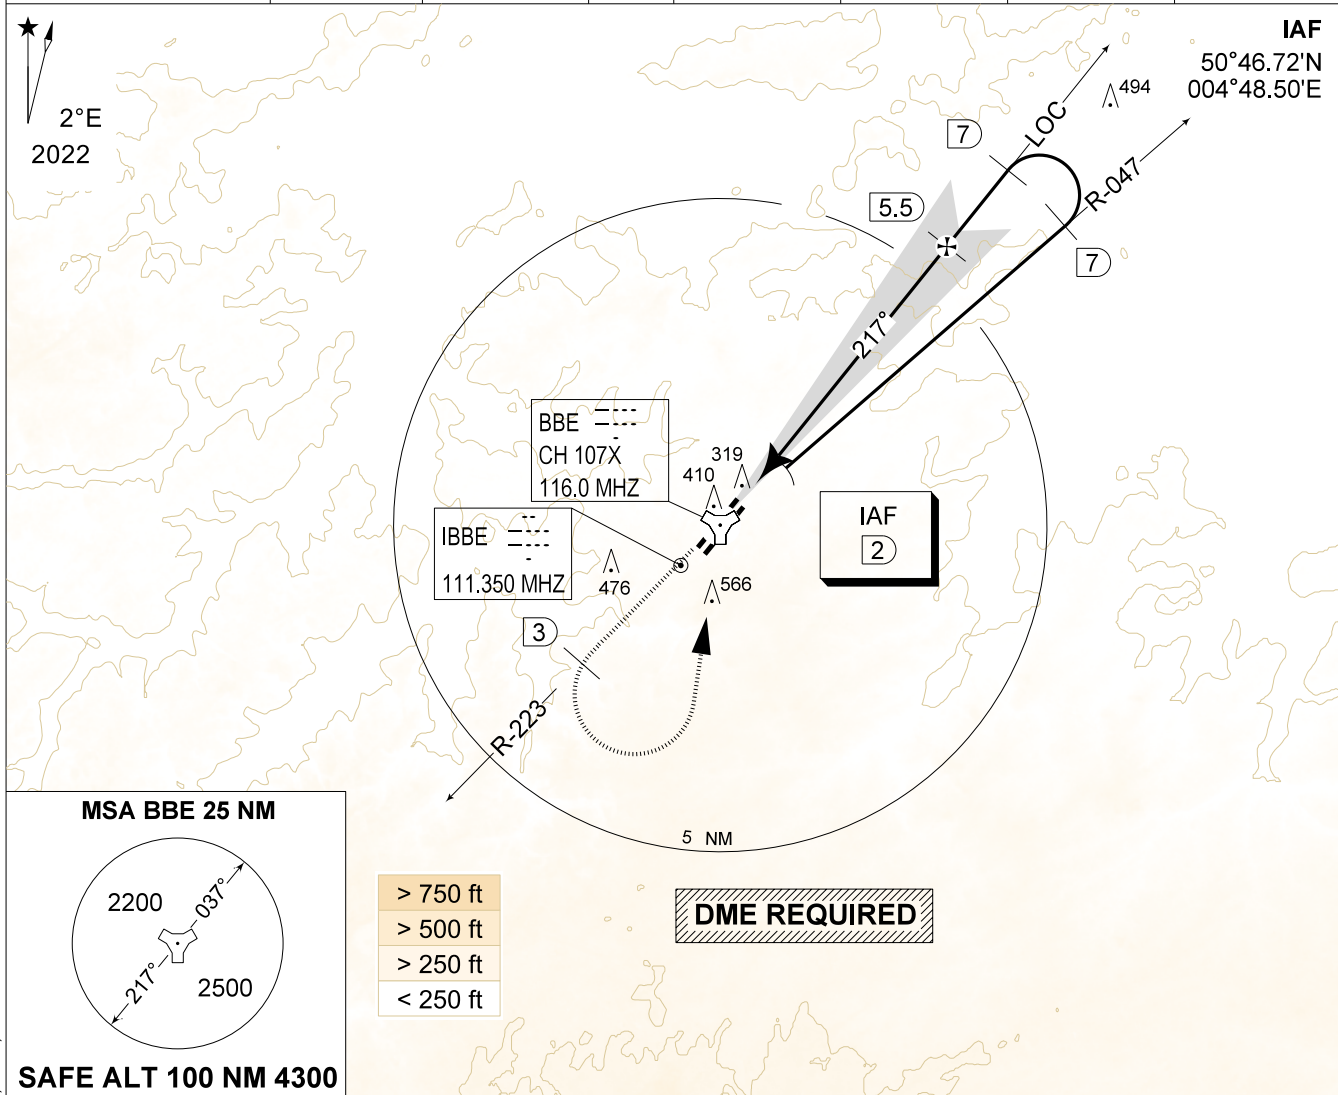 IAF
50°46.72'N
004°48.50'E
2°E
2022
494
7
LOC
R-047
5.5
7
217°
BBE
CH 107X
116.0 MHZ
319
410
IBBE
111.350 MHZ
476
566
IAF
2
3
R-223
5 NM
MSA BBE 25 NM
2200
037°
217°
2500
SAFE ALT 100 NM 4300
> 750 ft
> 500 ft
> 250 ft
< 250 ft
DME REQUIRED